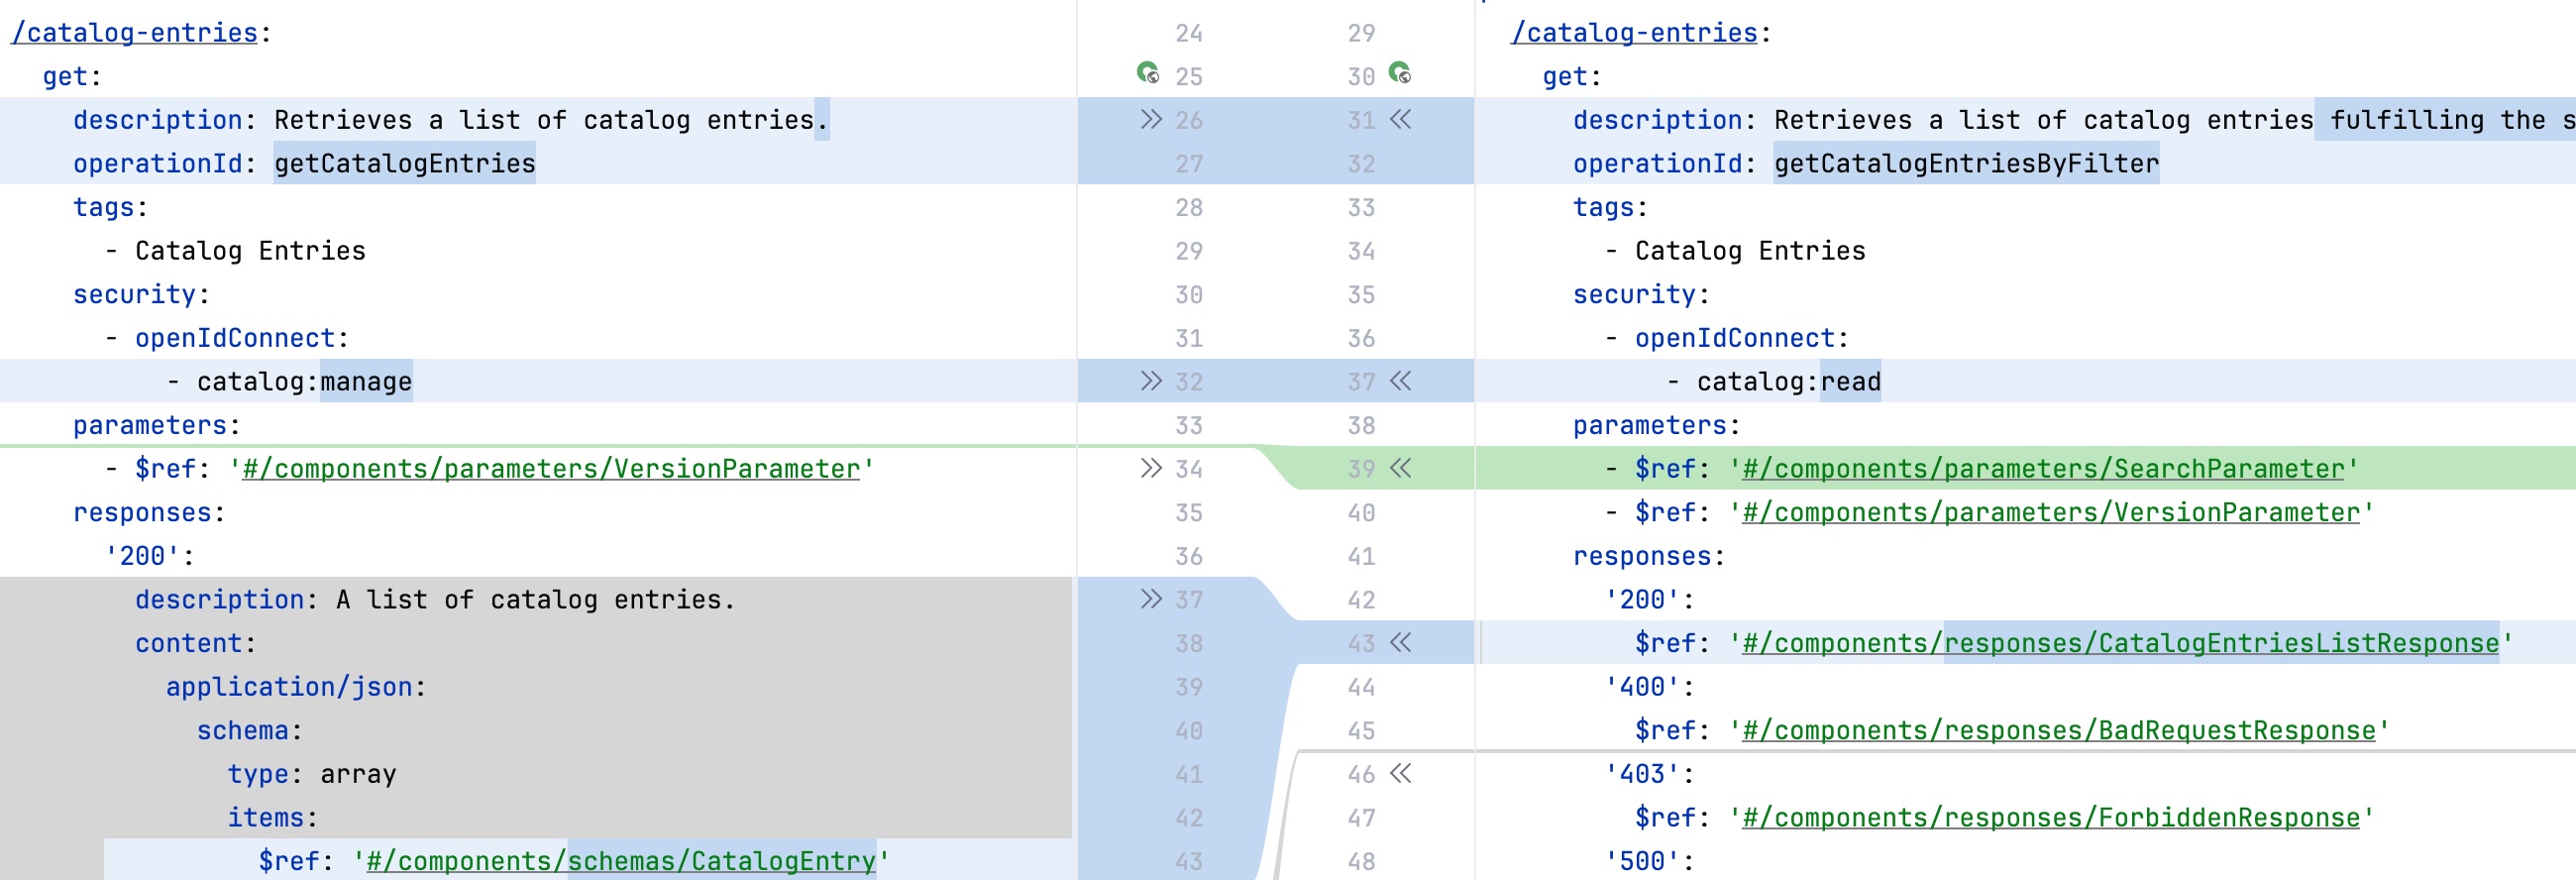 /catalog-entries:
get:
description: Retrieves a list of catalog entries.
operationId: getCatalogEntries
tags:
- Catalog Entries
security:
- openIdConnect:
- catalog:manage
parameters:
- $ref: '#/components/parameters/VersionParameter'
responses:
'200':
description: A list of catalog entries.
content:
application/json:
schema:
type: array
items:
$ref: '#/components/schemas/CatalogEntry'
24 29
25 30
>> 26 31 <<
27 32
28 33
29 34
30 35
31 36
>> 32 37 <<
33 38
>> 34 39 <<
35 40
36 41
>> 37 42
38 43 <<
39 44
40 45
41 46 <<
42 47
43 48
/catalog-entries:
get:
description: Retrieves a list of catalog entries fulfilling the s
operationId: getCatalogEntriesByFilter
tags:
- Catalog Entries
security:
- openIdConnect:
- catalog:read
parameters:
- $ref: '#/components/parameters/SearchParameter'
- $ref: '#/components/parameters/VersionParameter'
responses:
'200':
$ref: '#/components/responses/CatalogEntriesListResponse'
'400':
$ref: '#/components/responses/BadRequestResponse'
'403':
$ref: '#/components/responses/ForbiddenResponse'
'500':